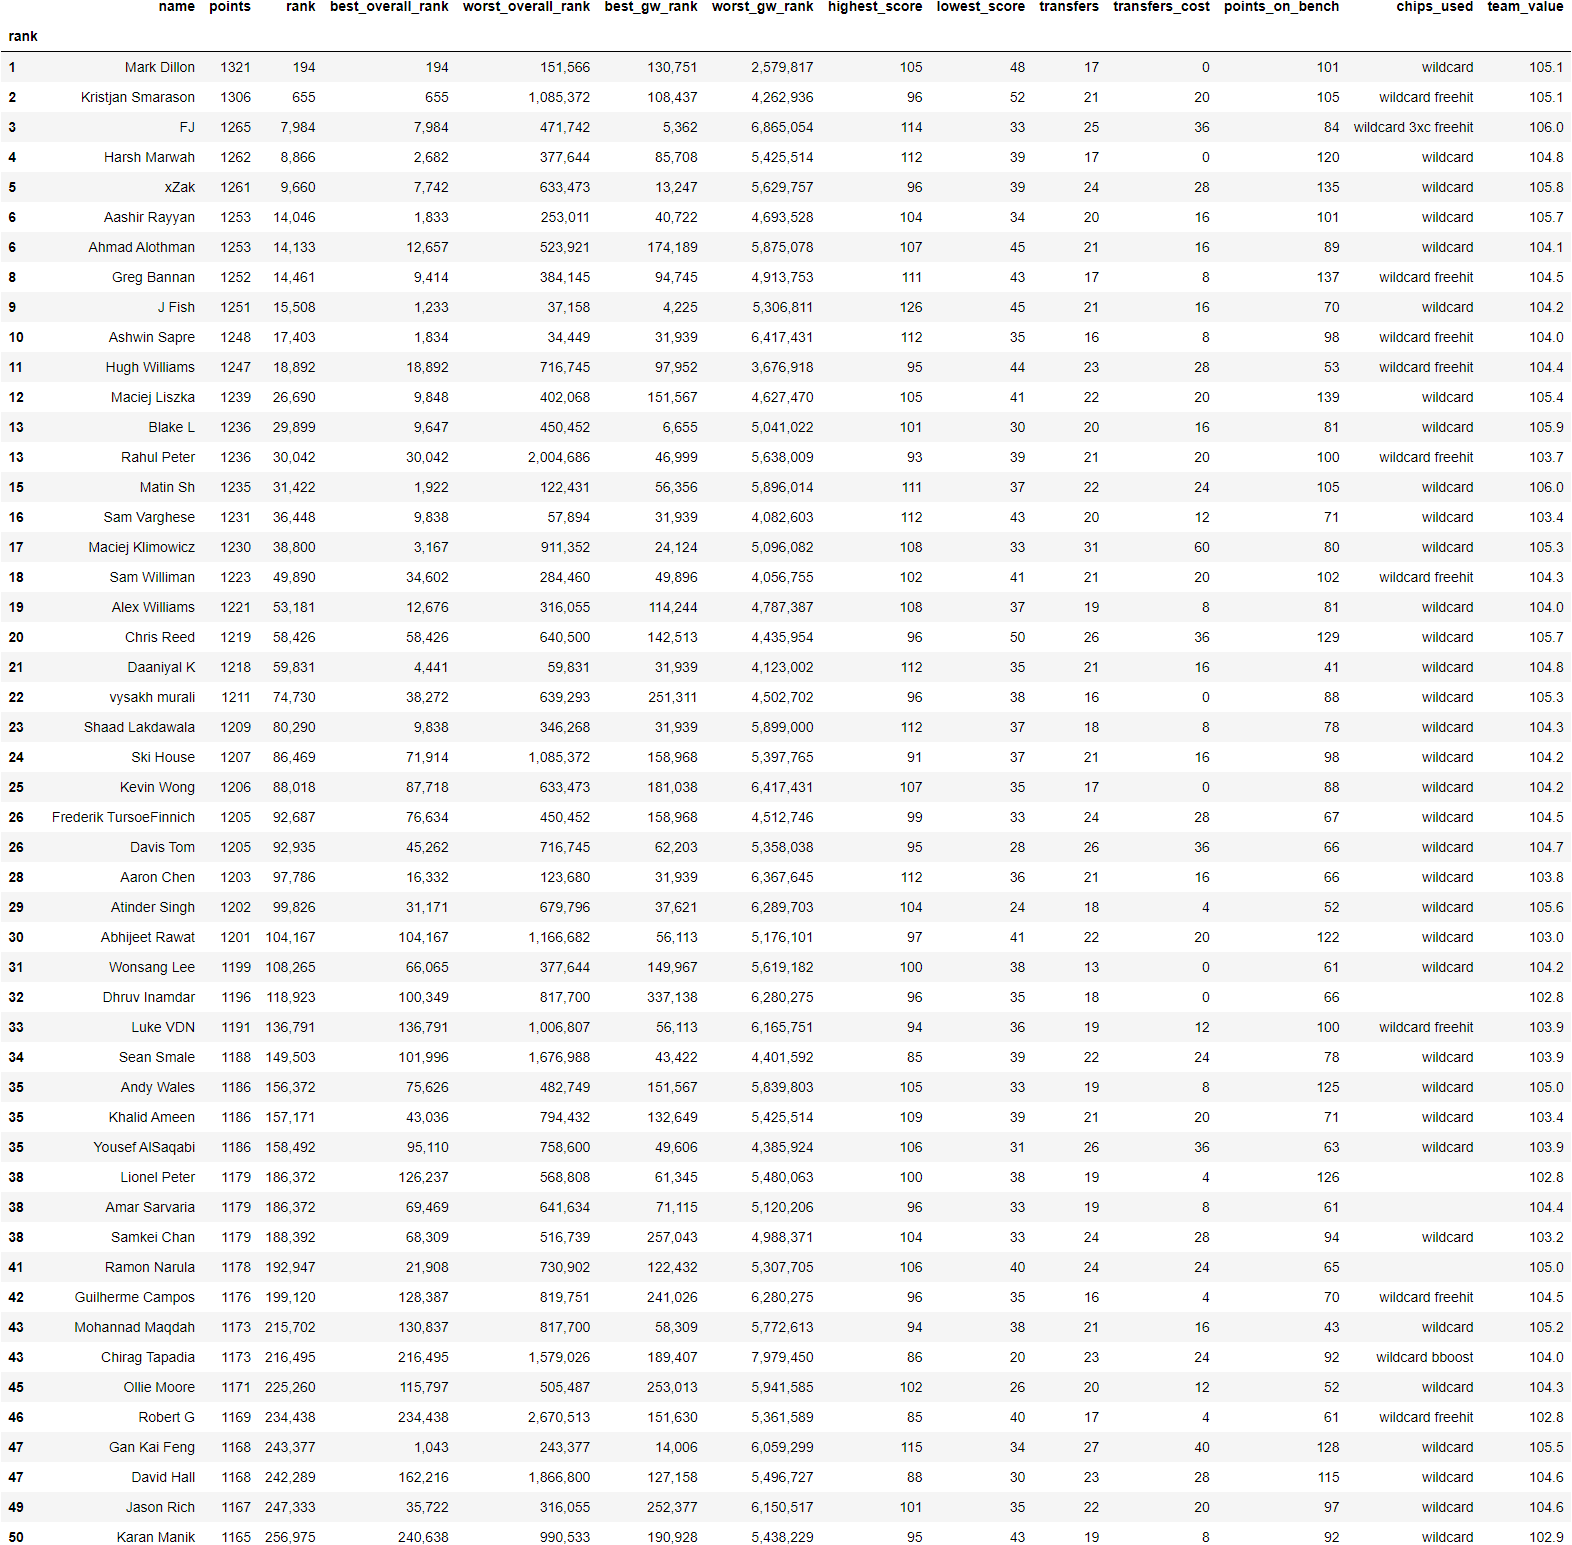 name points rank best_overall_rank worst_overall_rank best_gw_rank worst_gw_rank highest_score lowest_score transfers transfers_cost points_on_bench chips_used team_value
rank
1 Mark Dillon 1321 194 194 151,566 130,751 2,579,817 105 48 17 0 101 wildcard 105.1
2 Kristjan Smarason 1306 655 655 1,085,372 108,437 4,262,936 96 52 21 20 105 wildcard freehit 105.1
3 FJ 1265 7,984 7,984 471,742 5,362 6,865,054 114 33 25 36 84 wildcard 3xc freehit 106.0
4 Harsh Marwah 1262 8,866 2,682 377,644 85,708 5,425,514 112 39 17 0 120 wildcard 104.8
5 xZak 1261 9,660 7,742 633,473 13,247 5,629,757 96 39 24 28 135 wildcard 105.8
6 Aashir Rayyan 1253 14,046 1,833 253,011 40,722 4,693,528 104 34 20 16 101 wildcard 105.7
6 Ahmad Alothman 1253 14,133 12,657 523,921 174,189 5,875,078 107 45 21 16 89 wildcard 104.1
8 Greg Bannan 1252 14,461 9,414 384,145 94,745 4,913,753 111 43 17 8 137 wildcard freehit 104.5
9 J Fish 1251 15,508 1,233 37,158 4,225 5,306,811 126 45 21 16 70 wildcard 104.2
10 Ashwin Sapre 1248 17,403 1,834 34,449 31,939 6,417,431 112 35 16 8 98 wildcard freehit 104.0
11 Hugh Williams 1247 18,892 18,892 716,745 97,952 3,676,918 95 44 23 28 53 wildcard freehit 104.4
12 Maciej Liszka 1239 26,690 9,848 402,068 151,567 4,627,470 105 41 22 20 139 wildcard 105.4
13 Blake L 1236 29,899 9,647 450,452 6,655 5,041,022 101 30 20 16 81 wildcard 105.9
13 Rahul Peter 1236 30,042 30,042 2,004,686 46,999 5,638,009 93 39 21 20 100 wildcard freehit 103.7
15 Matin Sh 1235 31,422 1,922 122,431 56,356 5,896,014 111 37 22 24 105 wildcard 106.0
16 Sam Varghese 1231 36,448 9,838 57,894 31,939 4,082,603 112 43 20 12 71 wildcard 103.4
17 Maciej Klimowicz 1230 38,800 3,167 911,352 24,124 5,096,082 108 33 31 60 80 wildcard 105.3
18 Sam Williman 1223 49,890 34,602 284,460 49,896 4,056,755 102 41 21 20 102 wildcard freehit 104.3
19 Alex Williams 1221 53,181 12,676 316,055 114,244 4,787,387 108 37 19 8 81 wildcard 104.0
20 Chris Reed 1219 58,426 58,426 640,500 142,513 4,435,954 96 50 26 36 129 wildcard 105.7
21 Daaniyal K 1218 59,831 4,441 59,831 31,939 4,123,002 112 35 21 16 41 wildcard 104.8
22 vysakh murali 1211 74,730 38,272 639,293 251,311 4,502,702 96 38 16 0 88 wildcard 105.3
23 Shaad Lakdawala 1209 80,290 9,838 346,268 31,939 5,899,000 112 37 18 8 78 wildcard 104.3
24 Ski House 1207 86,469 71,914 1,085,372 158,968 5,397,765 91 37 21 16 98 wildcard 104.2
25 Kevin Wong 1206 88,018 87,718 633,473 181,038 6,417,431 107 35 17 0 88 wildcard 104.2
26 Frederik TursoeFinnich 1205 92,687 76,634 450,452 158,968 4,512,746 99 33 24 28 67 wildcard 104.5
26 Davis Tom 1205 92,935 45,262 716,745 62,203 5,358,038 95 28 26 36 66 wildcard 104.7
28 Aaron Chen 1203 97,786 16,332 123,680 31,939 6,367,645 112 36 21 16 66 wildcard 103.8
29 Atinder Singh 1202 99,826 31,171 679,796 37,621 6,289,703 104 24 18 4 52 wildcard 105.6
30 Abhijeet Rawat 1201 104,167 104,167 1,166,682 56,113 5,176,101 97 41 22 20 122 wildcard 103.0
31 Wonsang Lee 1199 108,265 66,065 377,644 149,967 5,619,182 100 38 13 0 61 wildcard 104.2
32 Dhruv Inamdar 1196 118,923 100,349 817,700 337,138 6,280,275 96 35 18 0 66 102.8
33 Luke VDN 1191 136,791 136,791 1,006,807 56,113 6,165,751 94 36 19 12 100 wildcard freehit 103.9
34 Sean Smale 1188 149,503 101,996 1,676,988 43,422 4,401,592 85 39 22 24 78 wildcard 103.9
35 Andy Wales 1186 156,372 75,626 482,749 151,567 5,839,803 105 33 19 8 125 wildcard 105.0
35 Khalid Ameen 1186 157,171 43,036 794,432 132,649 5,425,514 109 39 21 20 71 wildcard 103.4
35 Yousef AlSaqabi 1186 158,492 95,110 758,600 49,606 4,385,924 106 31 26 36 63 wildcard 103.9
38 Lionel Peter 1179 186,372 126,237 568,808 61,345 5,480,063 100 38 19 4 126 102.8
38 Amar Sarvaria 1179 186,372 69,469 641,634 71,115 5,120,206 96 33 19 8 61 104.4
38 Samkei Chan 1179 188,392 68,309 516,739 257,043 4,988,371 104 33 24 28 94 wildcard 103.2
41 Ramon Narula 1178 192,947 21,908 730,902 122,432 5,307,705 106 40 24 24 65 105.0
42 Guilherme Campos 1176 199,120 128,387 819,751 241,026 6,280,275 96 35 16 4 70 wildcard freehit 104.5
43 Mohannad Maqdah 1173 215,702 130,837 817,700 58,309 5,772,613 94 38 21 16 43 wildcard 105.2
43 Chirag Tapadia 1173 216,495 216,495 1,579,026 189,407 7,979,450 86 20 23 24 92 wildcard bboost 104.0
45 Ollie Moore 1171 225,260 115,797 505,487 253,013 5,941,585 102 26 20 12 52 wildcard 104.3
46 Robert G 1169 234,438 234,438 2,670,513 151,630 5,361,589 85 40 17 4 61 wildcard freehit 102.8
47 Gan Kai Feng 1168 243,377 1,043 243,377 14,006 6,059,299 115 34 27 40 128 wildcard 105.5
47 David Hall 1168 242,289 162,216 1,866,800 127,158 5,496,727 88 30 23 28 115 wildcard 104.6
49 Jason Rich 1167 247,333 35,722 316,055 252,377 6,150,517 101 35 22 20 97 wildcard 104.6
50 Karan Manik 1165 256,975 240,638 990,533 190,928 5,438,229 95 43 19 8 92 wildcard 102.9